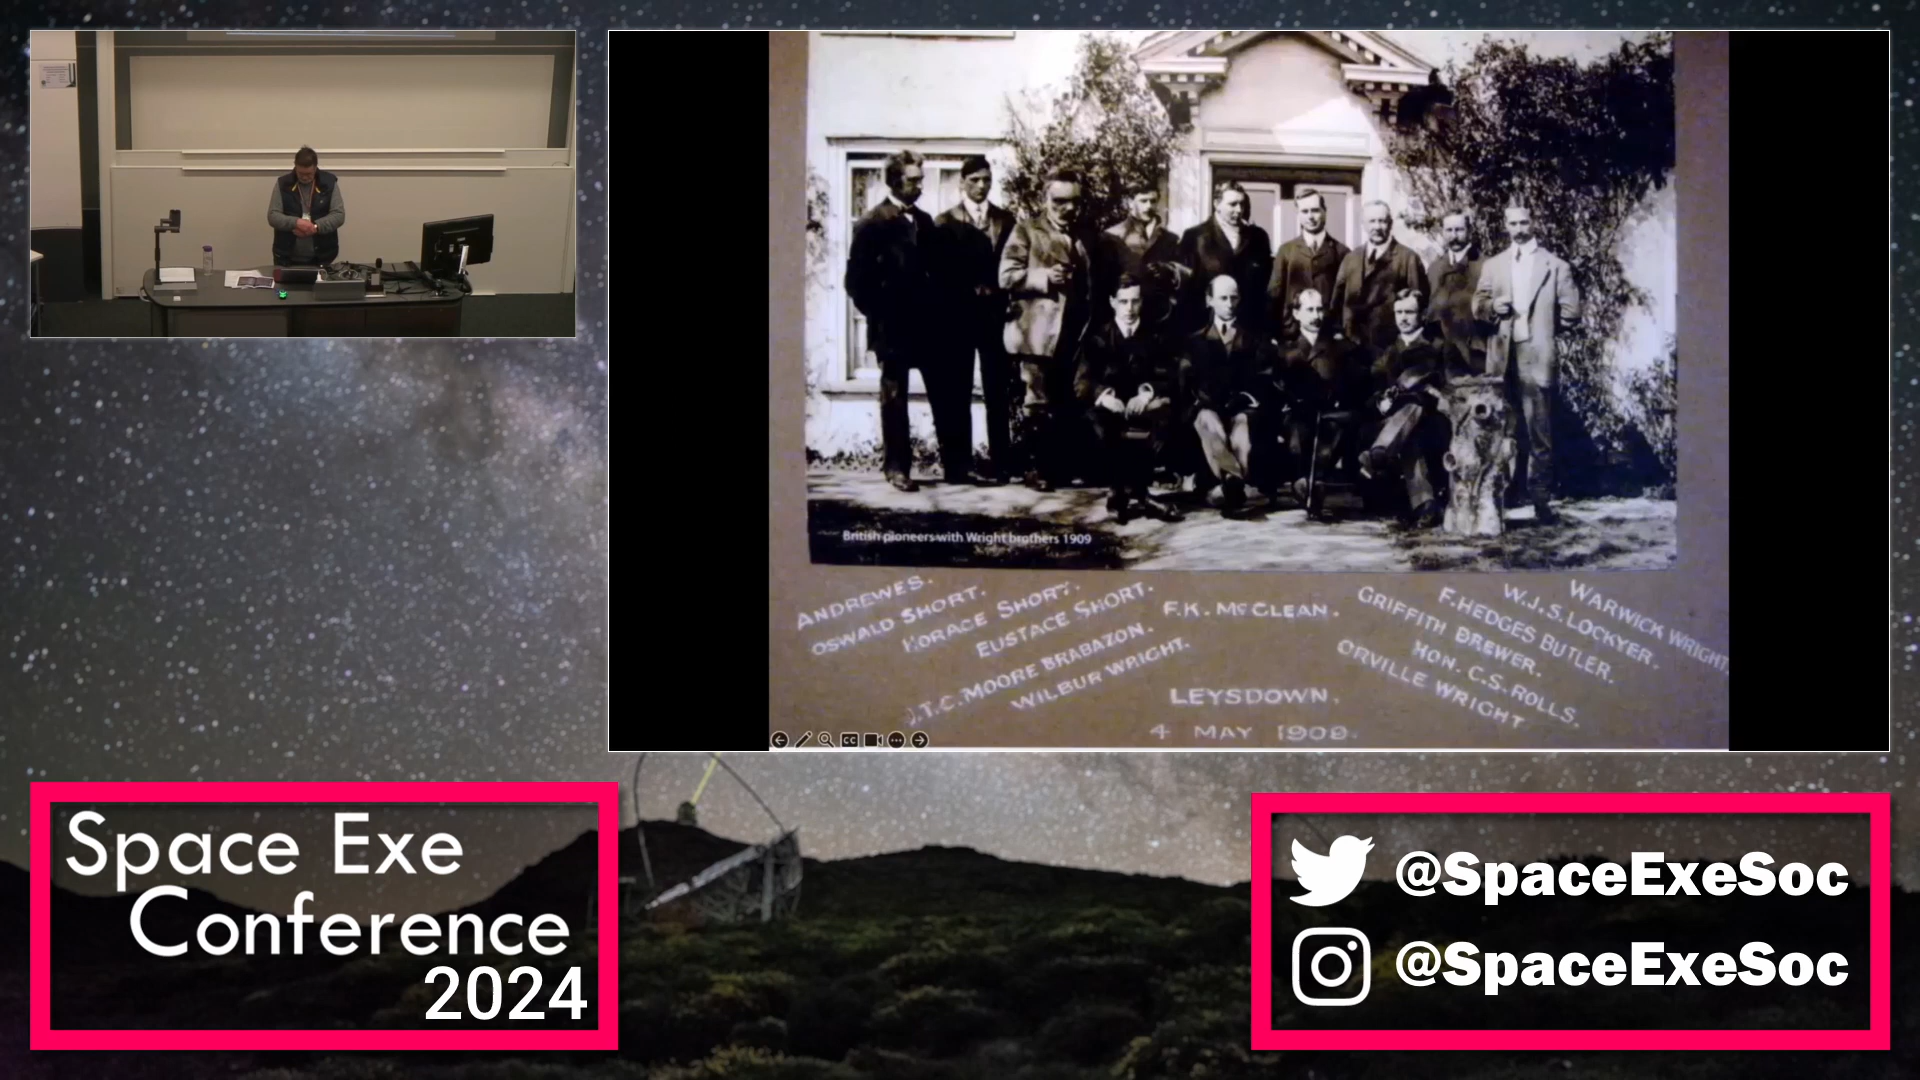 British pioneers with Wright brothers 1909
ANDREWES.
OSWALD SHORT.
HORACE SHORT.
EUSTACE SHORT.
F.K. McCLEAN.
GRIFFITH BREWER.
F.HEDGES BUTLER.
W.J.S.LOCKYER.
WARWICK WRIGHT.
J.T.C.MOORE BRABAZON.
WILBUR WRIGHT.
ORVILLE WRIGHT
HON. C.S.ROLLS.
LEYSDOWN.
4 MAY 1909.
CC
Space Exe
Conference
2024
@SpaceExeSoc
@SpaceExeSoc